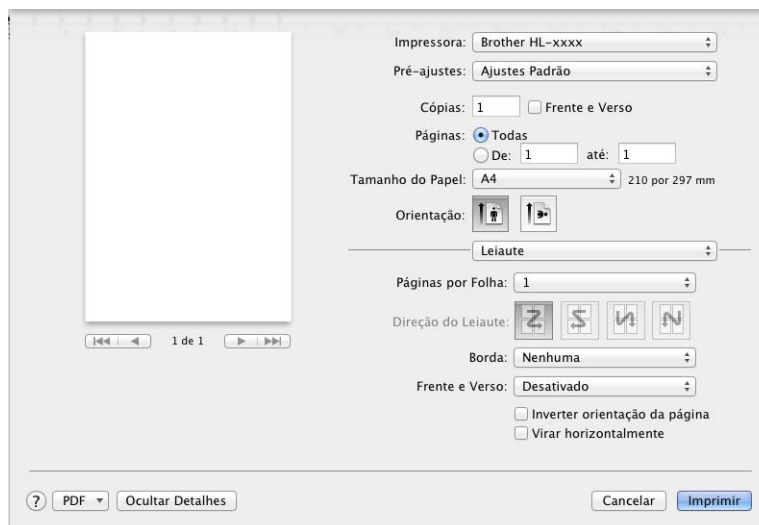 Impressora: Brother HL-xxxx
Pré-ajustes: Ajustes Padrão
Cópias: 1 Frente e Verso
Páginas: Todas
De: 1 até: 1
Tamanho do Papel: A4 210 por 297 mm
Orientação:
Leiaute
Páginas por Folha: 1
Direção do Leiaute:
1 de 1
Borda: Nenhuma
Frente e Verso: Desativado
Inverter orientação da página
Virar horizontalmente
? PDF Ocultar Detalhes Cancelar Imprimir